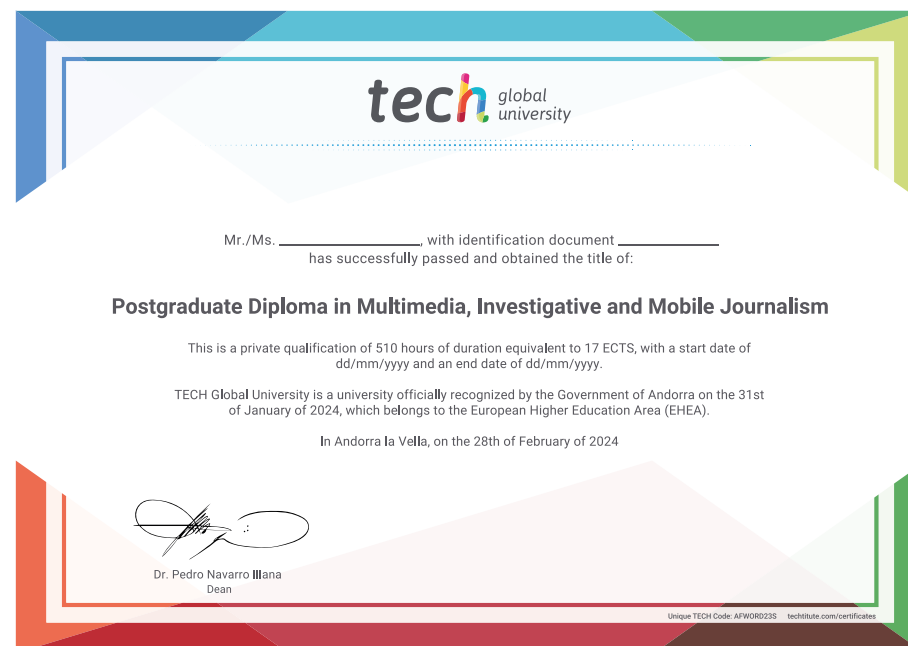 tech global university
Mr./Ms. ____________________, with identification document ______________
has successfully passed and obtained the title of:
Postgraduate Diploma in Multimedia, Investigative and Mobile Journalism
This is a private qualification of 510 hours of duration equivalent to 17 ECTS, with a start date of
dd/mm/yyyy and an end date of dd/mm/yyyy.
TECH Global University is a university officially recognized by the Government of Andorra on the 31st
of January of 2024, which belongs to the European Higher Education Area (EHEA).
In Andorra la Vella, on the 28th of February of 2024
Dr. Pedro Navarro Illana
Dean
Unique TECH Code: AFWORD23S techtitute.com/certificates